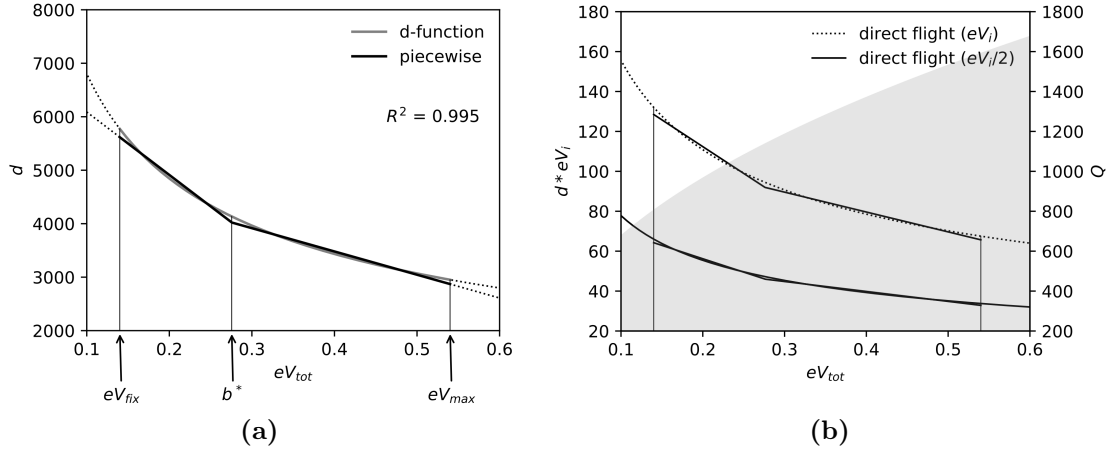 8000
7000
6000
5000
4000
3000
2000
d
d-function
piecewise
R² = 0.995
0.1 0.2 0.3 0.4 0.5 0.6
eV_tot
eV_fix b* eV_max
(a)
180
160
140
120
100
80
60
40
20
d * eV_i
direct flight (eV_i)
direct flight (eV_i/2)
1800
1600
1400
1200
1000
800
600
400
200
Q
0.1 0.2 0.3 0.4 0.5 0.6
eV_tot
(b)